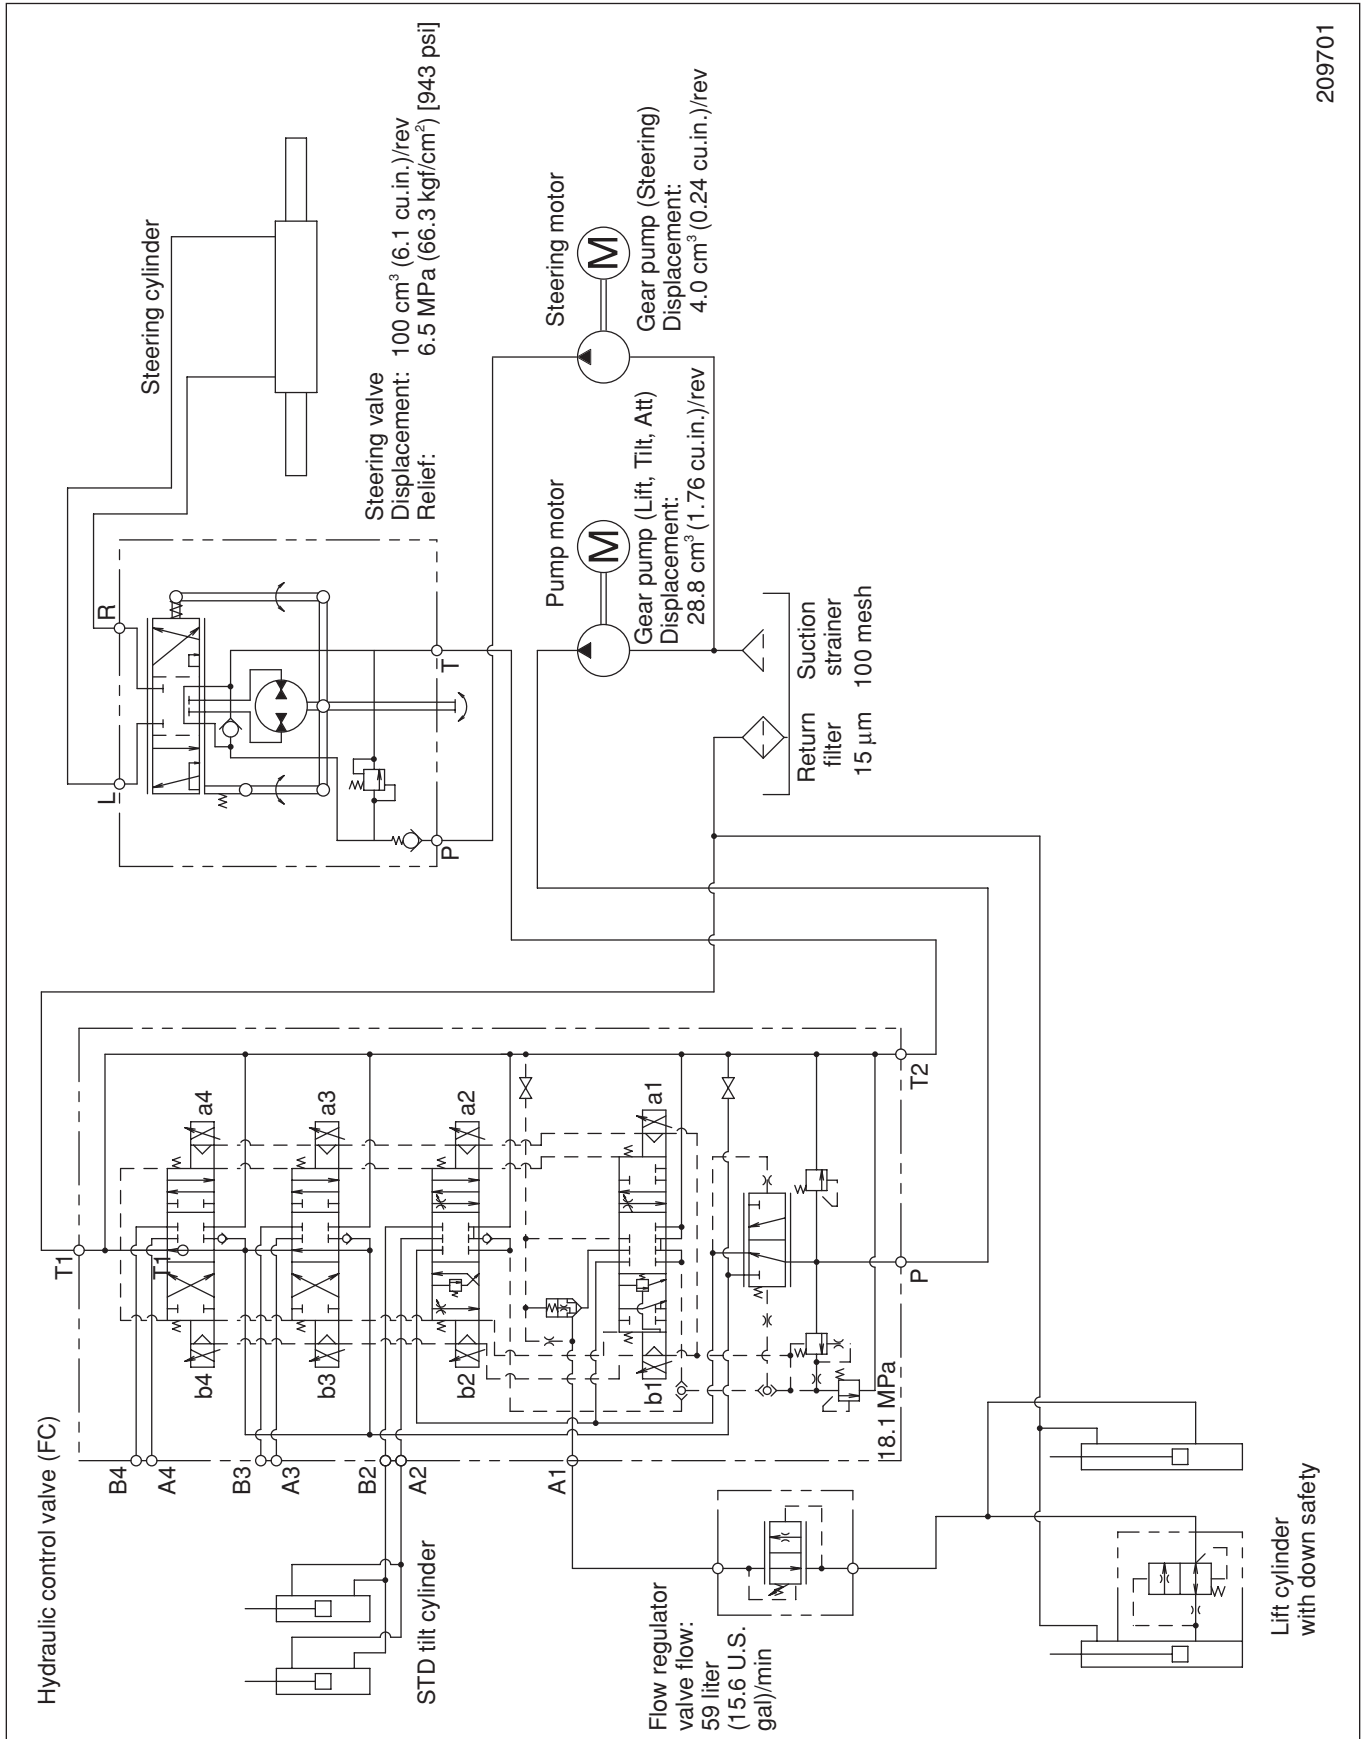 Hydraulic control valve (FC)
T1
T1
B4
A4
B3
A3
B2
A2
A1
b4
a4
b3
a3
b2
a2
b1
a1
T2
P
18.1 MPa
STD tilt cylinder
Flow regulator
valve flow:
59 liter
(15.6 U.S.
gal)/min
Lift cylinder
with down safety
L
R
P
T
Steering cylinder
Steering valve
Displacement: 100 cm³ (6.1 cu.in.)/rev
Relief: 6.5 MPa (66.3 kgf/cm²) [943 psi]
Pump motor
M
Gear pump (Lift, Tilt, Att)
Displacement:
28.8 cm³ (1.76 cu.in.)/rev
Steering motor
M
Gear pump (Steering)
Displacement:
4.0 cm³ (0.24 cu.in.)/rev
Return
filter
15 µm
Suction
strainer
100 mesh
209701